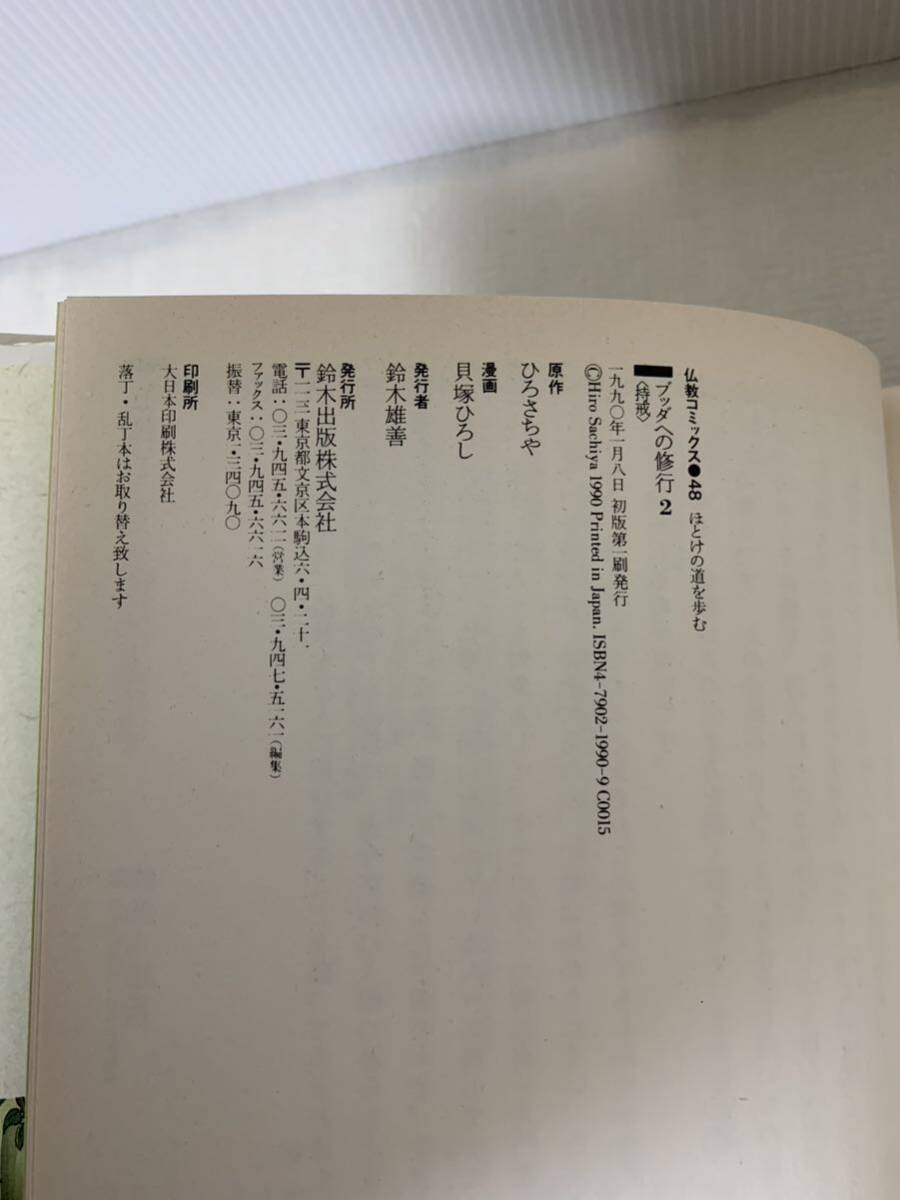 仏教コミックス●48 ほとけの道を歩む
ブッダへの修行2
〈持戒〉
一九九〇年一月八日 初版第一刷発行
©Hiro Sachiya 1990 Printed in Japan. ISBN4-7902-1990-9 C0015
原作
ひろさちや
漫画
貝塚ひろし
発行者
鈴木雄善
発行所
鈴木出版株式会社
〒一一三 東京都文京区本駒込六・四・二十一
電話：〇三・九四五・六六一一（営業） 〇三・九四七・五一六一（編集）
ファックス：〇三・九四五・六六一六
振替：東京一・三四〇九〇
印刷所
大日本印刷株式会社
落丁・乱丁本はお取り替え致します